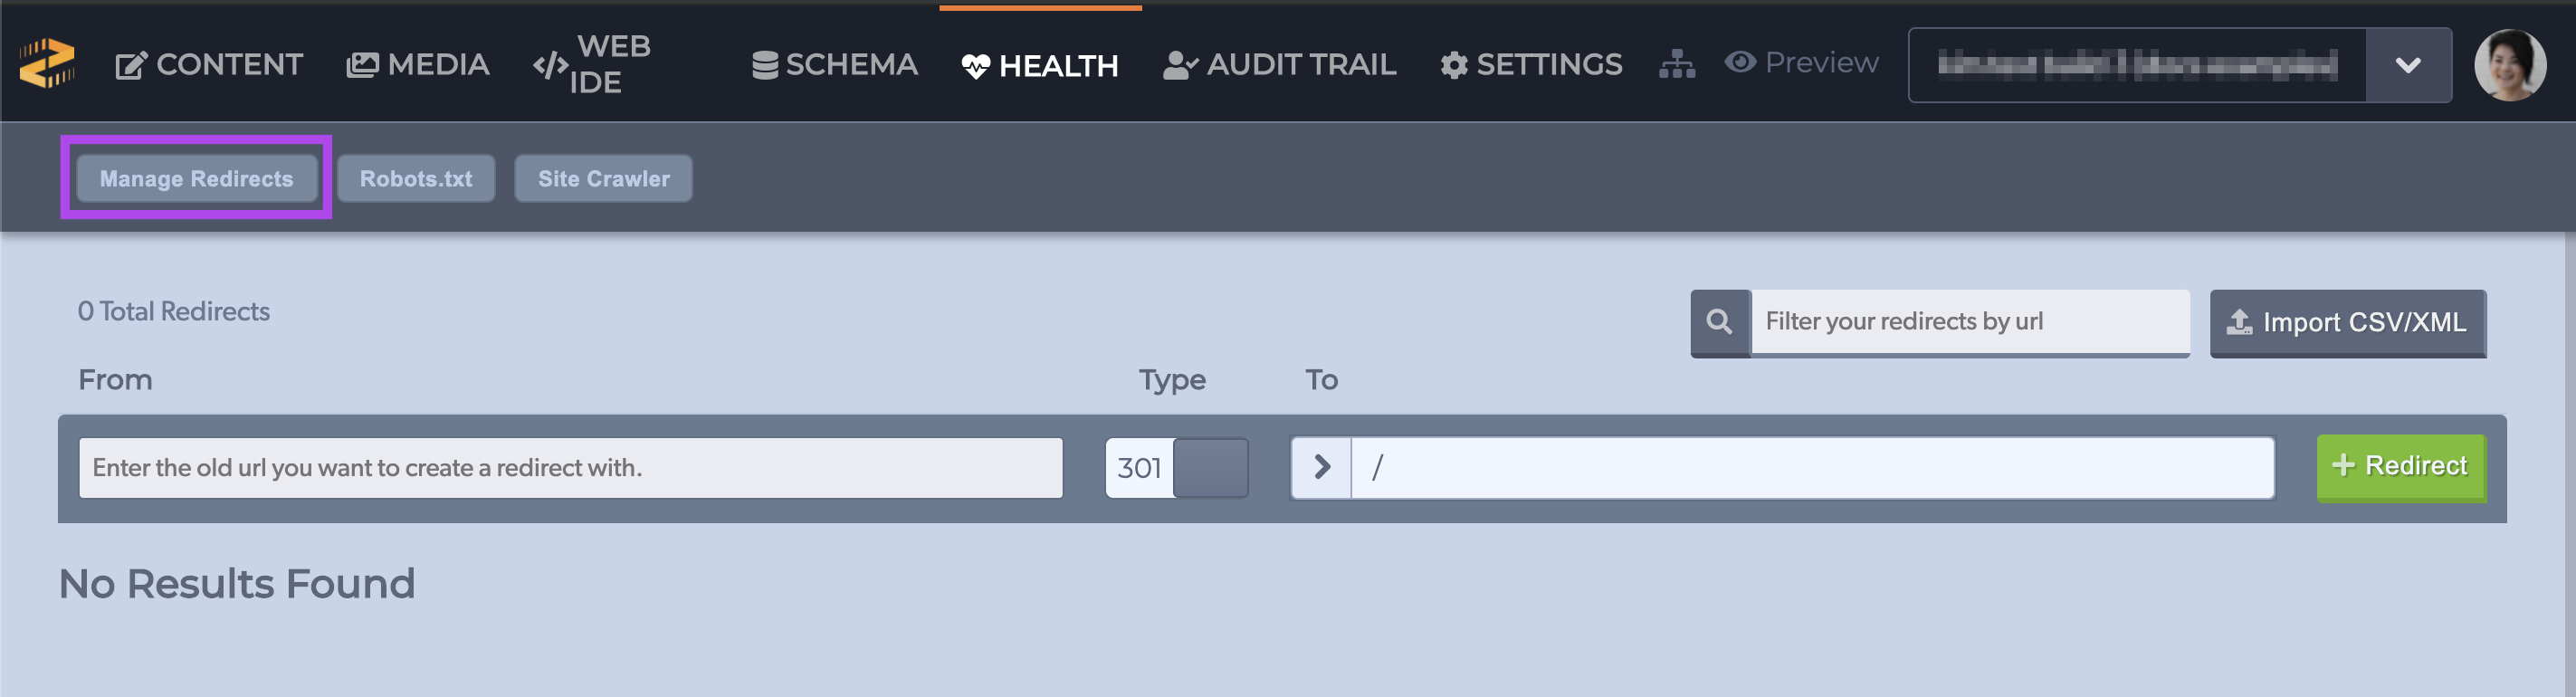 CONTENT
MEDIA
WEB
IDE
SCHEMA
HEALTH
AUDIT TRAIL
SETTINGS
Preview
Manage Redirects
Robots.txt
Site Crawler
0 Total Redirects
Filter your redirects by url
Import CSV/XML
From
Type
To
Enter the old url you want to create a redirect with.
301
/
Redirect
No Results Found